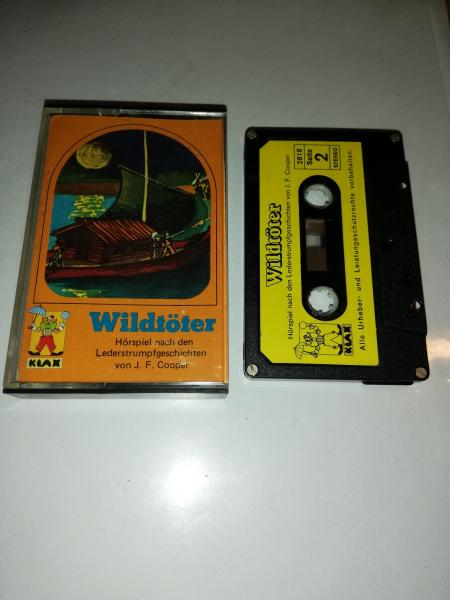 Wildtöter
Hörspiel nach den
Lederstrumpfgeschichten
von J. F. Cooper
KLAX
2818
Seite
2
STEREO
Wildtöter
Hörspiel nach den Lederstrumpfgeschichten von J. F. Cooper
KLAX
Alle Urheber- und Leistungsschutzrechte vorbehalten.